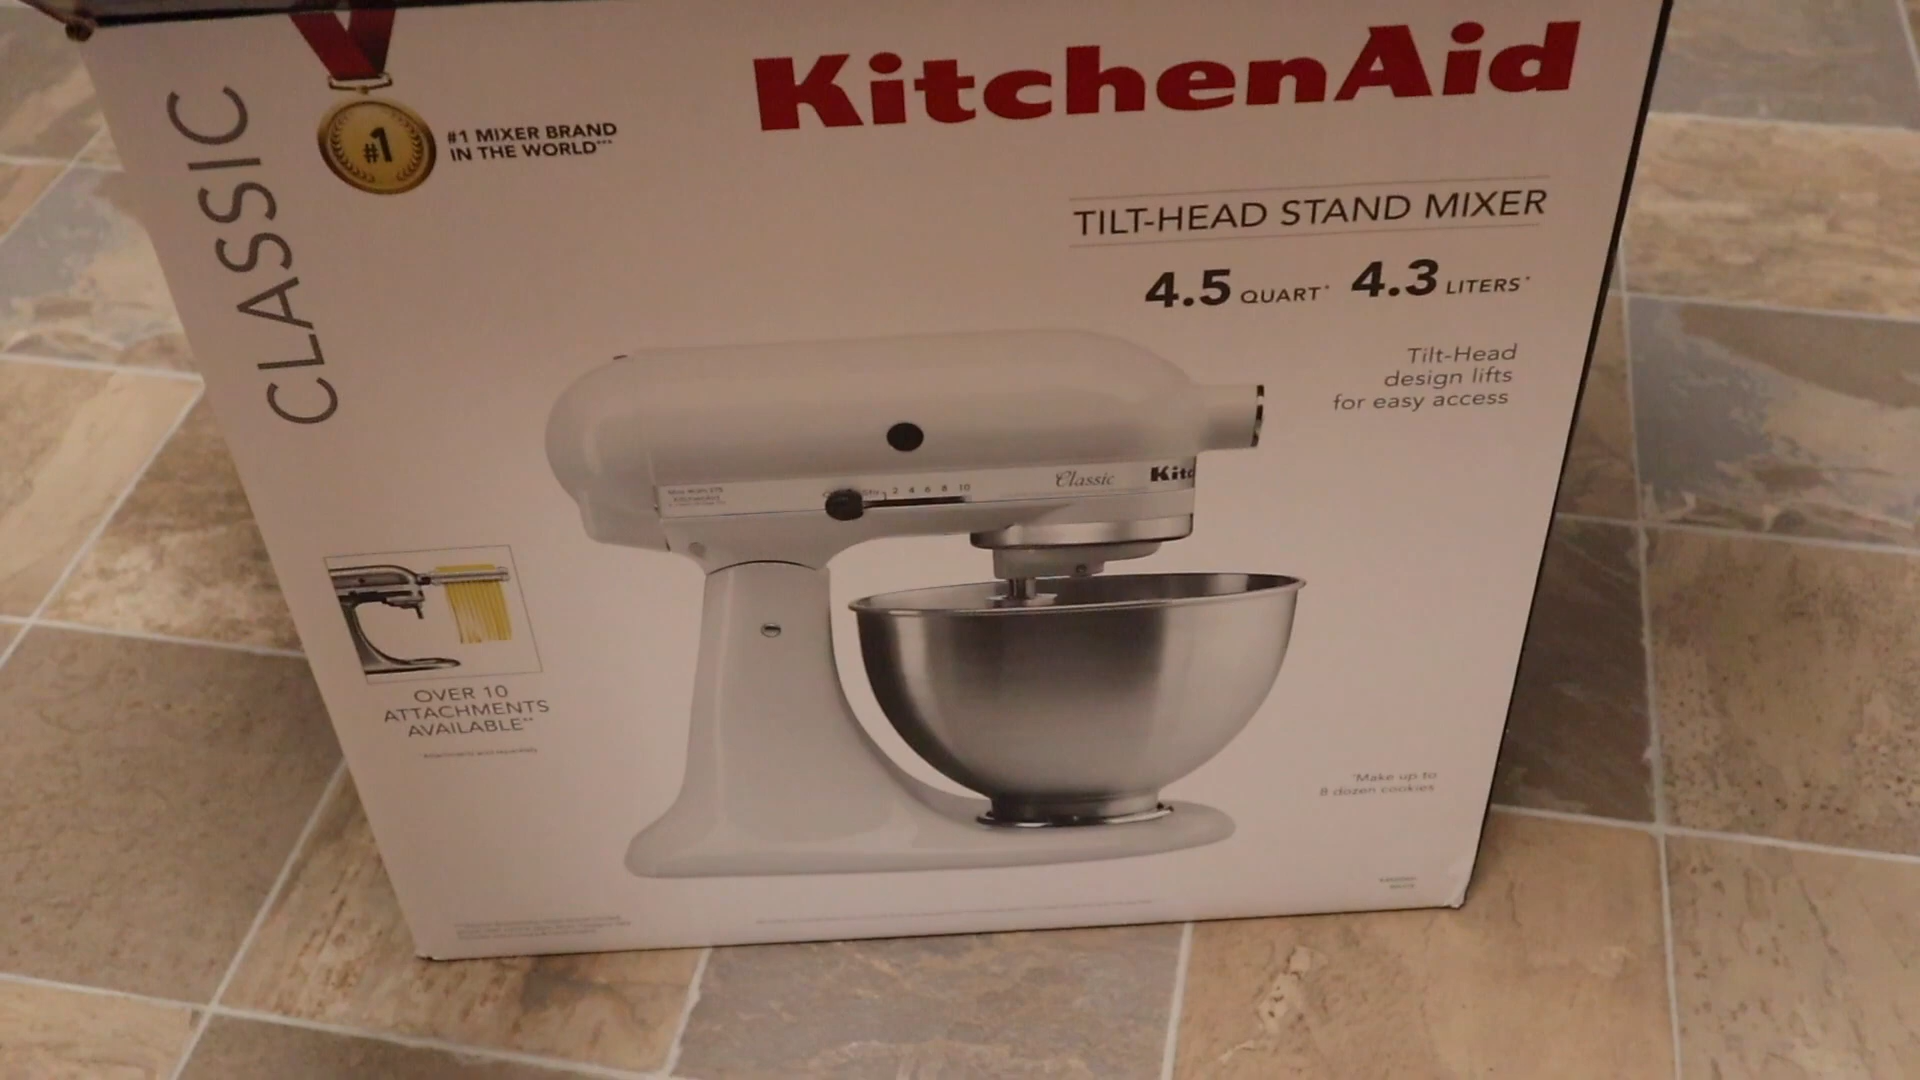 KitchenAid
CLASSIC
#1
#1 MIXER BRAND
IN THE WORLD***
TILT-HEAD STAND MIXER
4.5 QUART* 4.3 LITERS*
Tilt-Head
design lifts
for easy access
2 4 6 8 10
Classic
Kitc
OVER 10
ATTACHMENTS
AVAILABLE**
*Make up to
8 dozen cookies